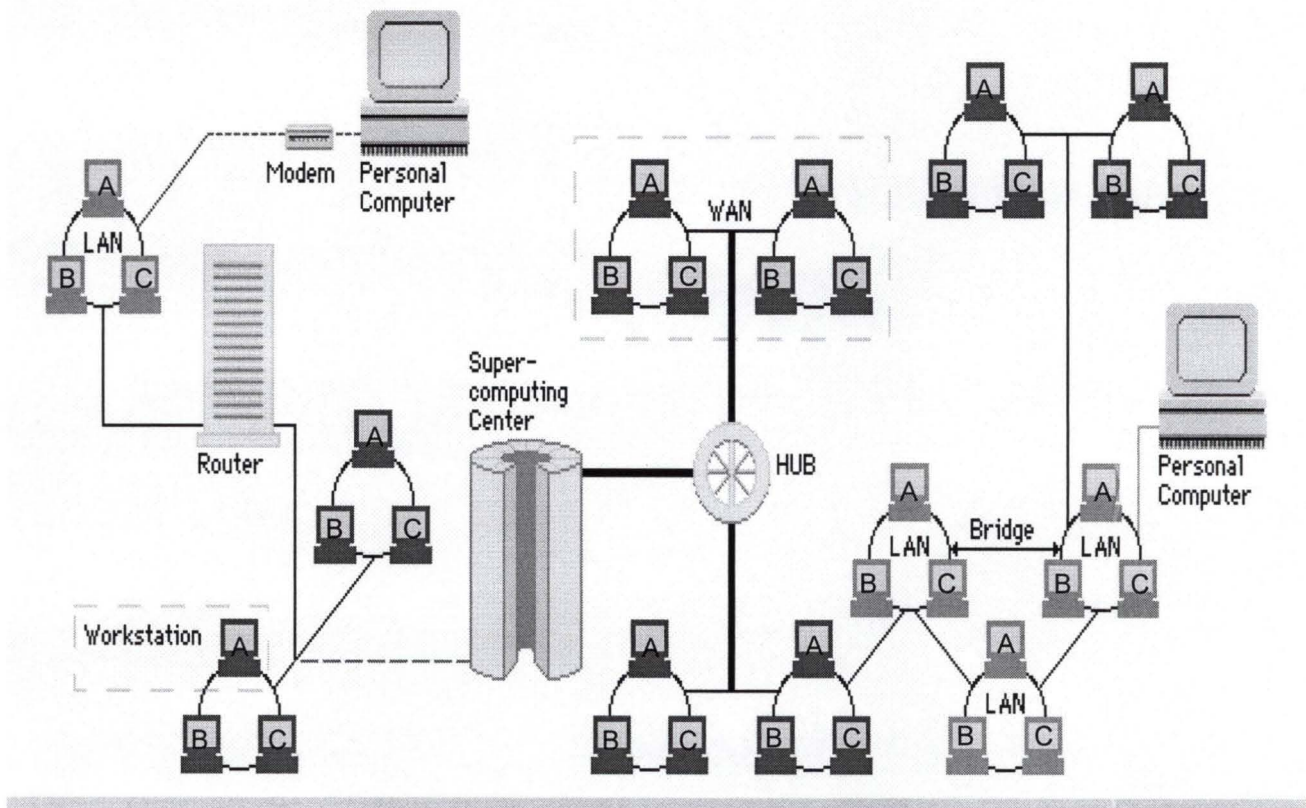 A
A
Modem
Personal
Computer
A
LAN
B
C
A
A
WAN
B
C
B
C
B
C
B
C
Super-
computing
Center
Router
A
B
C
HUB
Personal
Computer
A
LAN
B
C
Bridge
A
LAN
B
C
Workstation
A
B
C
A
B
C
A
B
C
A
LAN
B
C